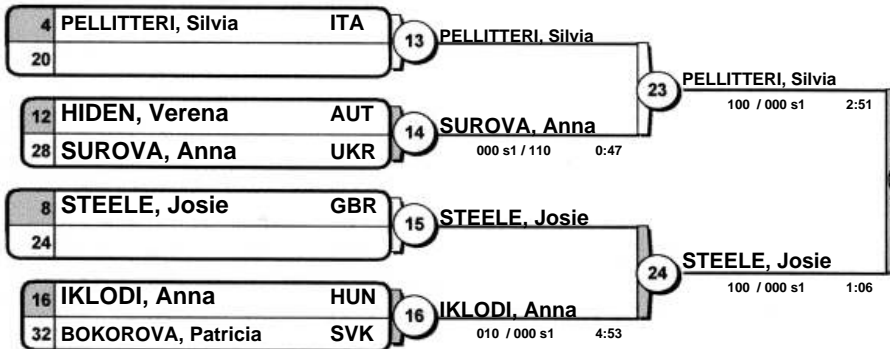 4 PELLITTERI, Silvia ITA
20
13 PELLITTERI, Silvia
12 HIDEN, Verena AUT
28 SUROVA, Anna UKR
14 SUROVA, Anna
000 s1 / 110 0:47
23 PELLITTERI, Silvia
100 / 000 s1 2:51
8 STEELE, Josie GBR
24
15 STEELE, Josie
16 IKLODI, Anna HUN
32 BOKOROVA, Patricia SVK
16 IKLODI, Anna
010 / 000 s1 4:53
24 STEELE, Josie
100 / 000 s1 1:06